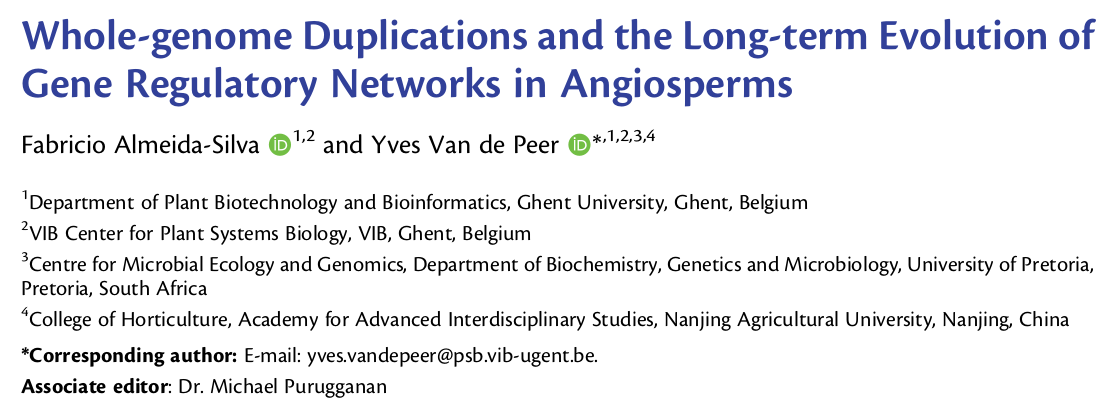 Whole-genome Duplications and the Long-term Evolution of
Gene Regulatory Networks in Angiosperms
Fabricio Almeida-Silva iD 1,2 and Yves Van de Peer iD *,1,2,3,4
1Department of Plant Biotechnology and Bioinformatics, Ghent University, Ghent, Belgium
2VIB Center for Plant Systems Biology, VIB, Ghent, Belgium
3Centre for Microbial Ecology and Genomics, Department of Biochemistry, Genetics and Microbiology, University of Pretoria,
Pretoria, South Africa
4College of Horticulture, Academy for Advanced Interdisciplinary Studies, Nanjing Agricultural University, Nanjing, China
*Corresponding author: E-mail: yves.vandepeer@psb.vib-ugent.be.
Associate editor: Dr. Michael Purugganan